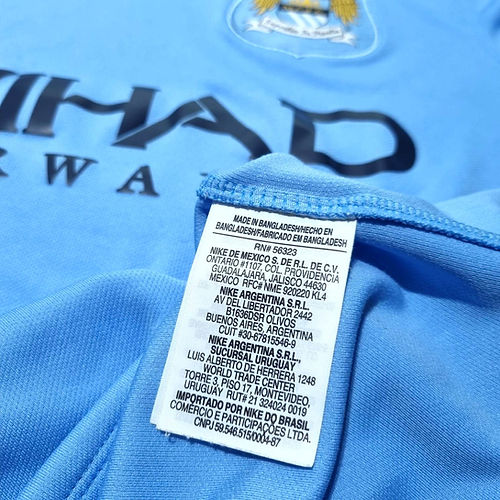 IHAD
RWA
MADE IN BANGLADESH/HECHO EN
BANGLADESH/FABRICADO EM BANGLADESH
RN# 56323
NIKE DE MEXICO S. DE R.L. DE C.V.
ONTARIO #1107, COL. PROVIDENCIA
GUADALAJARA, JALISCO 44630
MEXICO RFC# NME 920220 KL4
NIKE ARGENTINA S.R.L.
AV DEL LIBERTADOR 2442
B1636DSR OLIVOS
BUENOS AIRES, ARGENTINA
CUIT #30-67815546-9
NIKE ARGENTINA S.R.L.,
SUCURSAL URUGUAY
LUIS ALBERTO DE HERRERA 1248
WORLD TRADE CENTER
TORRE 3, PISO 17, MONTEVIDEO,
URUGUAY RUT# 21 324024 0019
IMPORTADO POR NIKE DO BRASIL
COMÉRCIO E PARTICIPAÇÕES LTDA.
CNPJ 59.546.515/0004-87